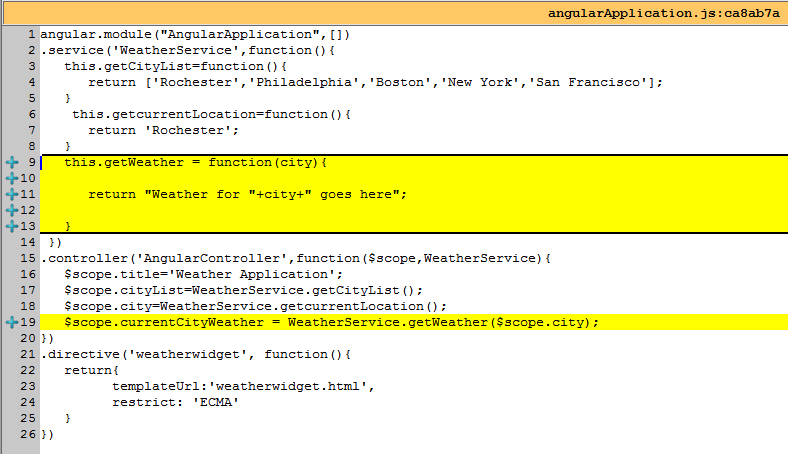 angularApplication.js:ca8ab7a
1 angular.module("AngularApplication",[])
2 .service('WeatherService',function(){
3    this.getCityList=function(){
4       return ['Rochester','Philadelphia','Boston','New York','San Francisco'];
5    }
6     this.getcurrentLocation=function(){
7       return 'Rochester';
8    }
9    this.getWeather = function(city){
10
11       return "Weather for "+city+" goes here";
12
13    }
14  })
15 .controller('AngularController',function($scope,WeatherService){
16    $scope.title='Weather Application';
17    $scope.cityList=WeatherService.getCityList();
18    $scope.city=WeatherService.getcurrentLocation();
19    $scope.currentCityWeather = WeatherService.getWeather($scope.city);
20 })
21 .directive('weatherwidget', function(){
22    return{
23          templateUrl:'weatherwidget.html',
24          restrict: 'ECMA'
25    }
26 })